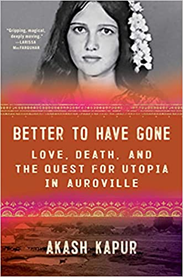 "Gripping, magical,
deeply moving."
—LARISSA
MACFARQUHAR
BETTER TO HAVE GONE
LOVE, DEATH, AND
THE QUEST FOR UTOPIA
IN AUROVILLE
AKASH KAPUR